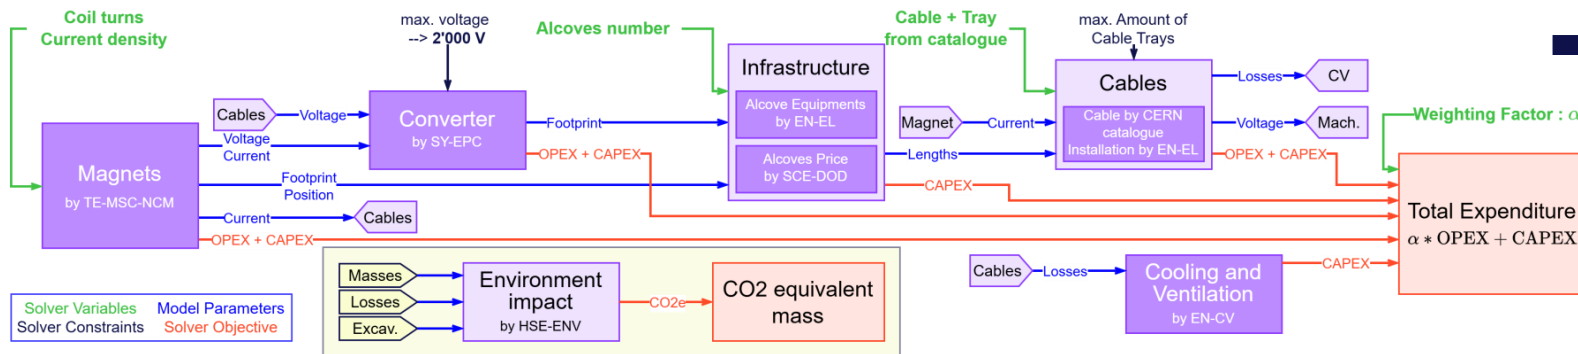 Coil turns
Current density
max. voltage
--> 2'000 V
Alcoves number
Cable + Tray
from catalogue
max. Amount of
Cable Trays
Cables
Voltage
Voltage
Current
Converter
by SY-EPC
Footprint
OPEX + CAPEX
Magnets
by TE-MSC-NCM
Footprint
Position
Current
Cables
OPEX + CAPEX
Infrastructure
Alcove Equipments
by EN-EL
Alcoves Price
by SCE-DOD
Magnet
Current
Lengths
CAPEX
Cables
Cable by CERN
catalogue
Installation by EN-EL
Losses
CV
Voltage
Mach.
OPEX + CAPEX
Weighting Factor : α
Total Expenditure
α ∗ OPEX + CAPEX
Cables
Losses
Cooling and
Ventilation
by EN-CV
CAPEX
Masses
Losses
Excav.
Environment
impact
by HSE-ENV
CO2e
CO2 equivalent
mass
Solver Variables Model Parameters
Solver Constraints Solver Objective